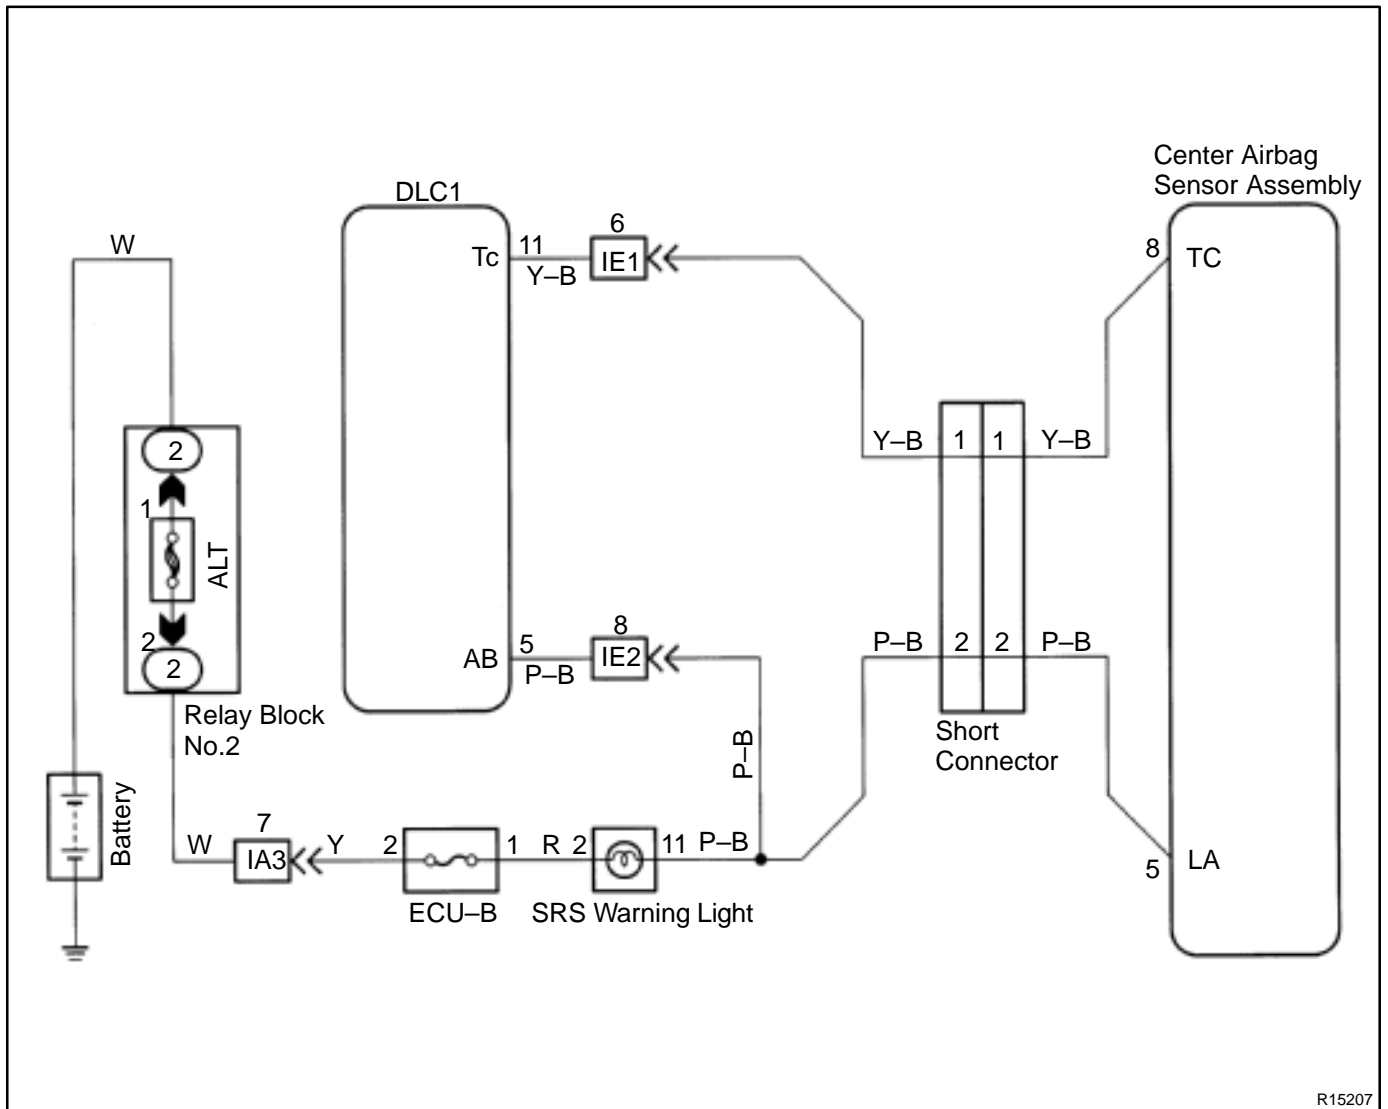 Center Airbag
Sensor Assembly
DLC1
W
6
Tc
11
IE1
Y–B
8
TC
2
1
ALT
2
2
Y–B
1
1
Y–B
8
AB
5
IE2
P–B
P–B
2
2
P–B
Relay Block
No.2
Short
Connector
P–B
Battery
7
W
IA3
Y
2
1
R
2
11
P–B
5
LA
ECU–B
SRS Warning Light
R15207